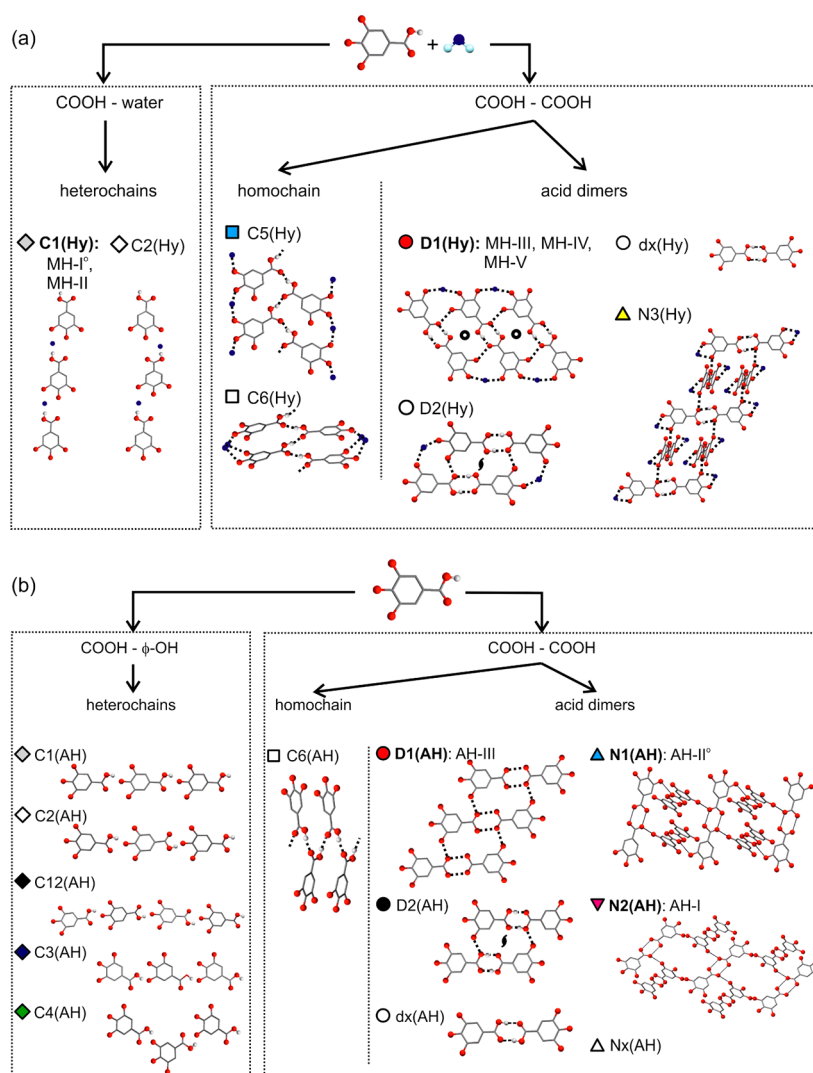 (a)
+
COOH - water
COOH - COOH
heterochains
homochain
acid dimers
C1(Hy):
MH-I°,
MH-II
C2(Hy)
C5(Hy)
C6(Hy)
D1(Hy): MH-III, MH-IV,
MH-V
D2(Hy)
dx(Hy)
N3(Hy)
(b)
COOH - ϕ-OH
COOH - COOH
heterochains
homochain
acid dimers
C1(AH)
C2(AH)
C12(AH)
C3(AH)
C4(AH)
C6(AH)
D1(AH): AH-III
D2(AH)
dx(AH)
N1(AH): AH-II°
N2(AH): AH-I
Nx(AH)